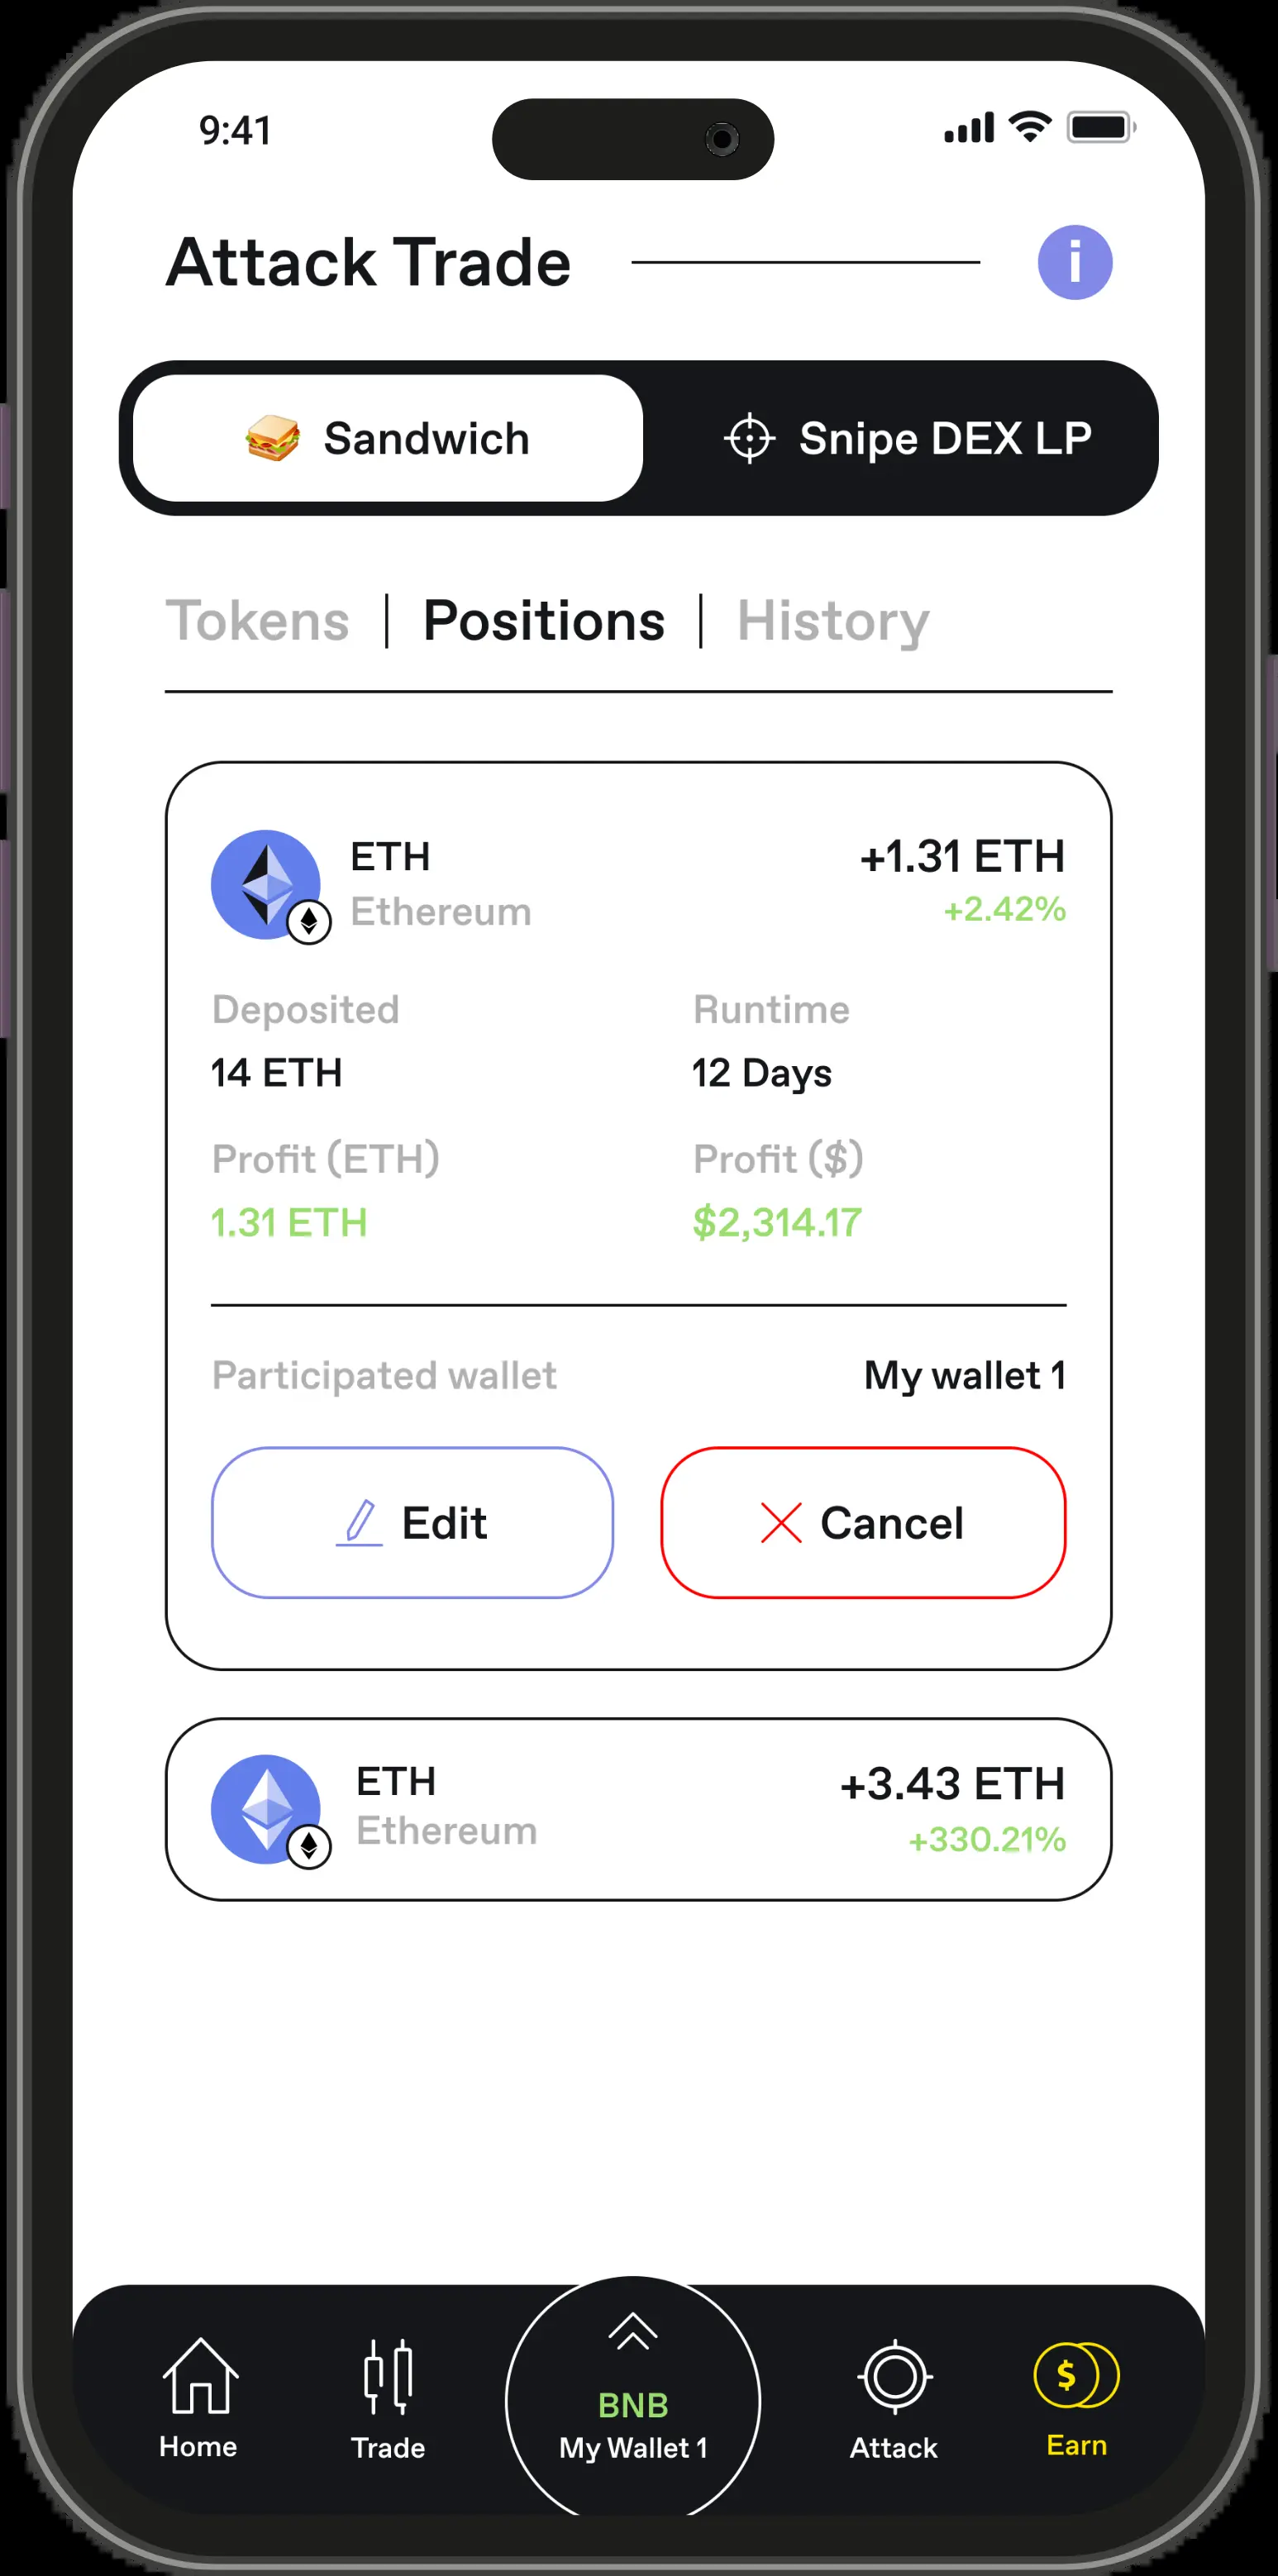 9:41
Attack Trade
i
Sandwich
Snipe DEX LP
Tokens | Positions | History
ETH
+1.31 ETH
Ethereum
+2.42%
Deposited
Runtime
14 ETH
12 Days
Profit (ETH)
Profit ($)
1.31 ETH
$2,314.17
Participated wallet
My wallet 1
Edit
Cancel
ETH
+3.43 ETH
Ethereum
+330.21%
$
BNB
Home
Trade
My Wallet 1
Attack
Earn